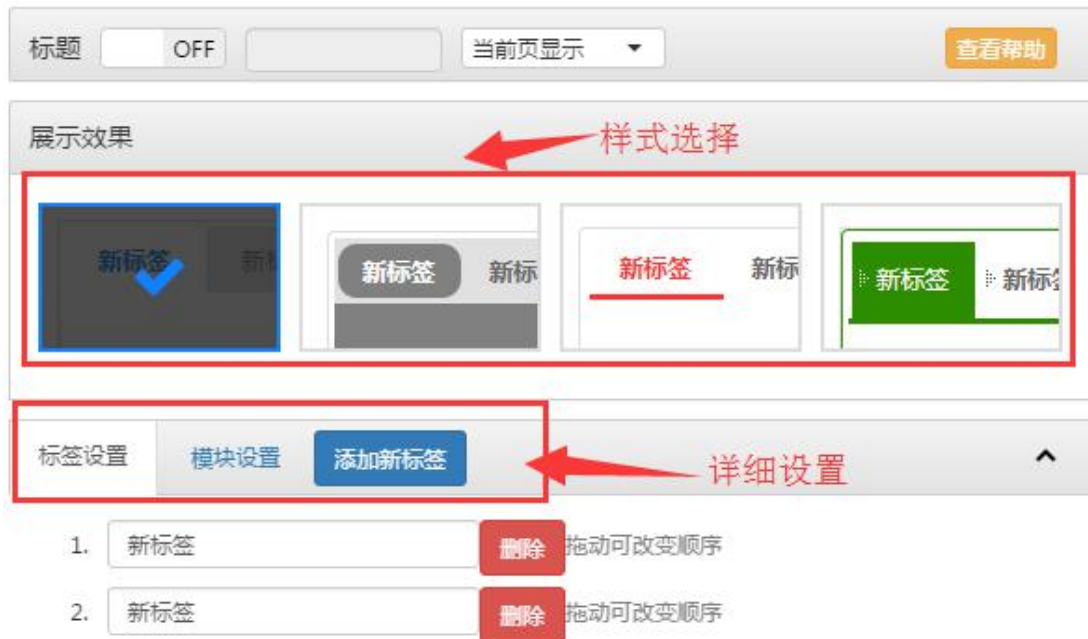 标题 OFF 当前页显示 查看帮助
展示效果
样式选择
新标签 新标
新标签 新标
新标签 新标
新标签 新标签
标签设置 模块设置 添加新标签
详细设置
1. 新标签 删除 拖动可改变顺序
2. 新标签 删除 拖动可改变顺序